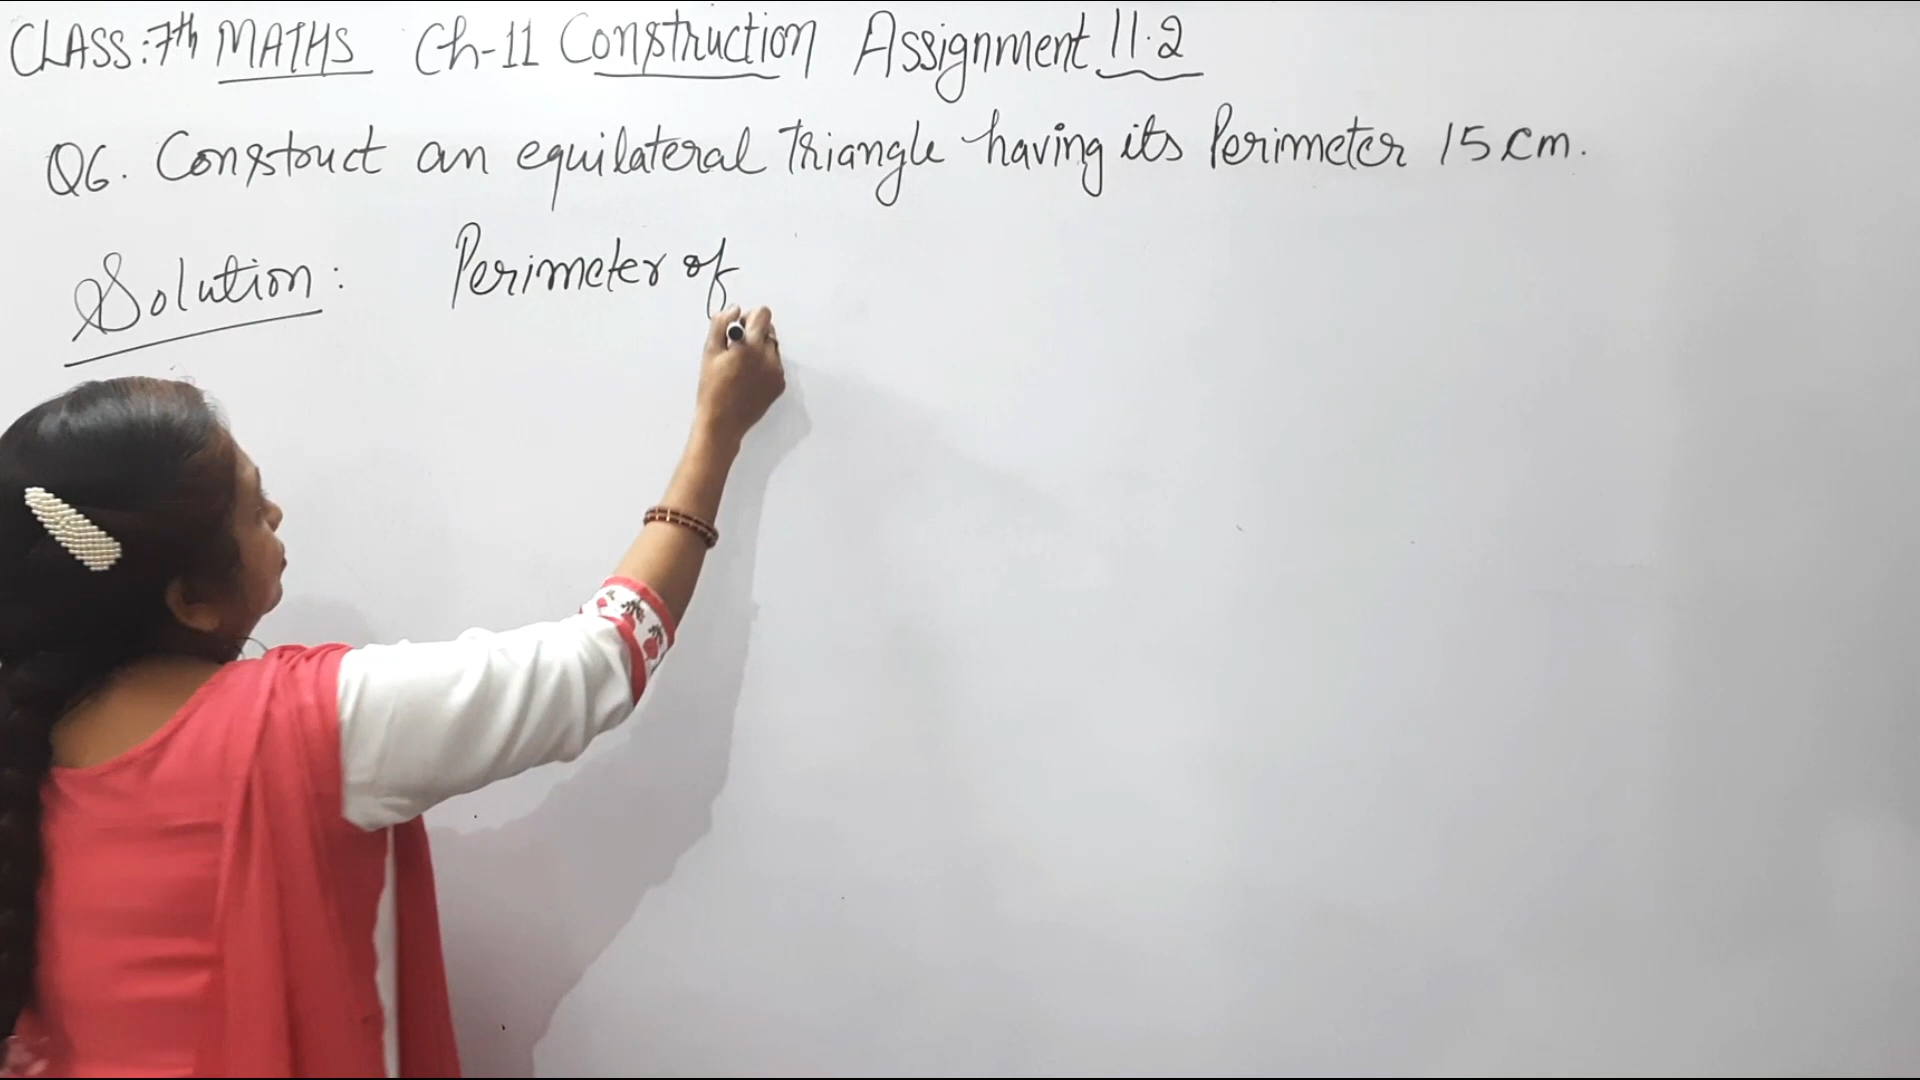 CLASS:7th MATHS Ch-11 Construction Assignment 11.2
Q6. Construct an equilateral Triangle having its Perimeter 15 cm.
Solution: Perimeter of